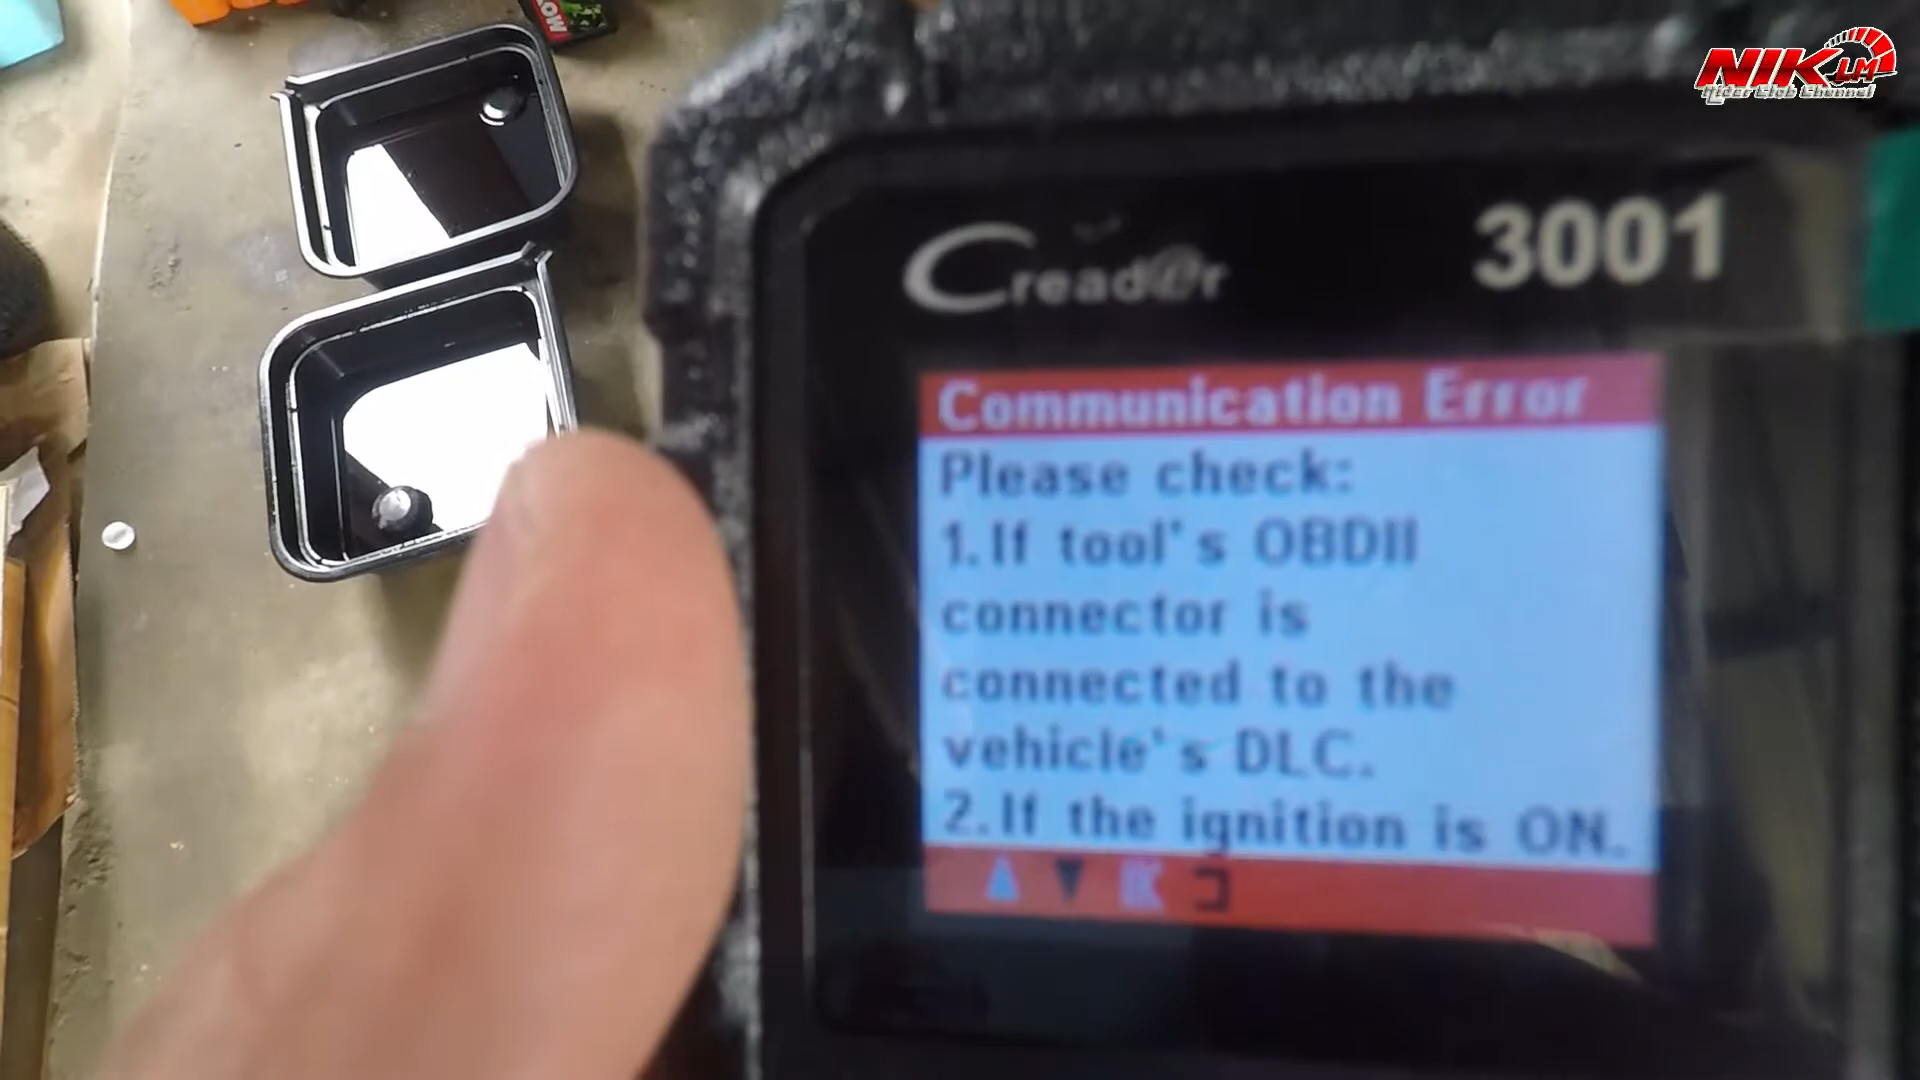 NIK LM
Rider Club Channel
Creader
3001
Communication Error
Please check:
1.If tool's OBDII
connector is
connected to the
vehicle's DLC.
2.If the ignition is ON.